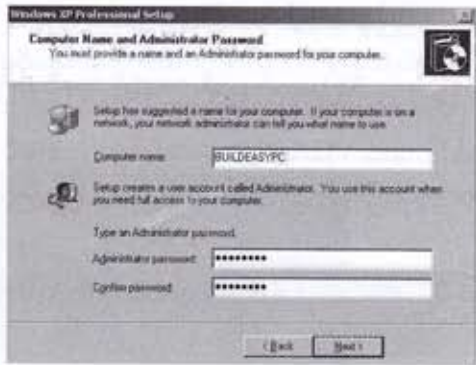 Windows XP Professional Setup
Computer Name and Administrator Password
You must provide a name and an Administrator password for your computer.
Setup has suggested a name for your computer. If your computer is on a
network, your network administrator can tell you what name to use.
Computer name:
BUILDEASYPC
Setup creates a user account called Administrator. You use this account when
you need full access to your computer.
Type an Administrator password.
Administrator password:
••••••••
Confirm password:
••••••••
< Back
Next >